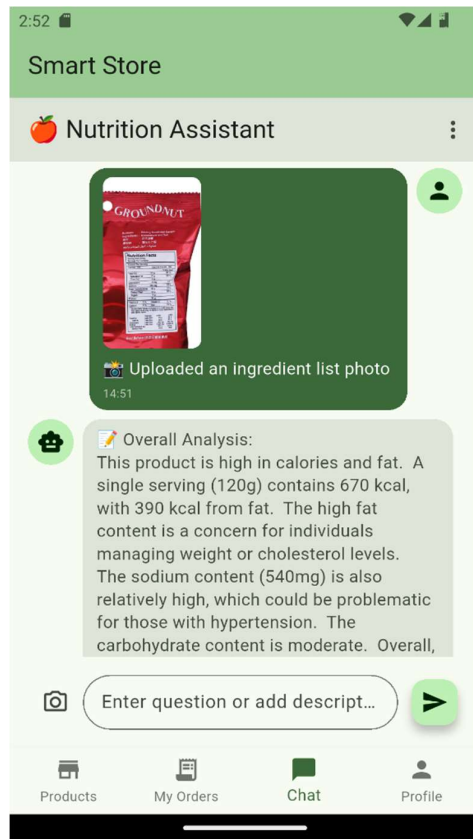 2:52
Smart Store
🍎 Nutrition Assistant
GROUNDNUT
Nutrition Facts
📸 Uploaded an ingredient list photo
14:51
📝 Overall Analysis:
This product is high in calories and fat. A
single serving (120g) contains 670 kcal,
with 390 kcal from fat. The high fat
content is a concern for individuals
managing weight or cholesterol levels.
The sodium content (540mg) is also
relatively high, which could be problematic
for those with hypertension. The
carbohydrate content is moderate. Overall,
Enter question or add descript...
Products
My Orders
Chat
Profile